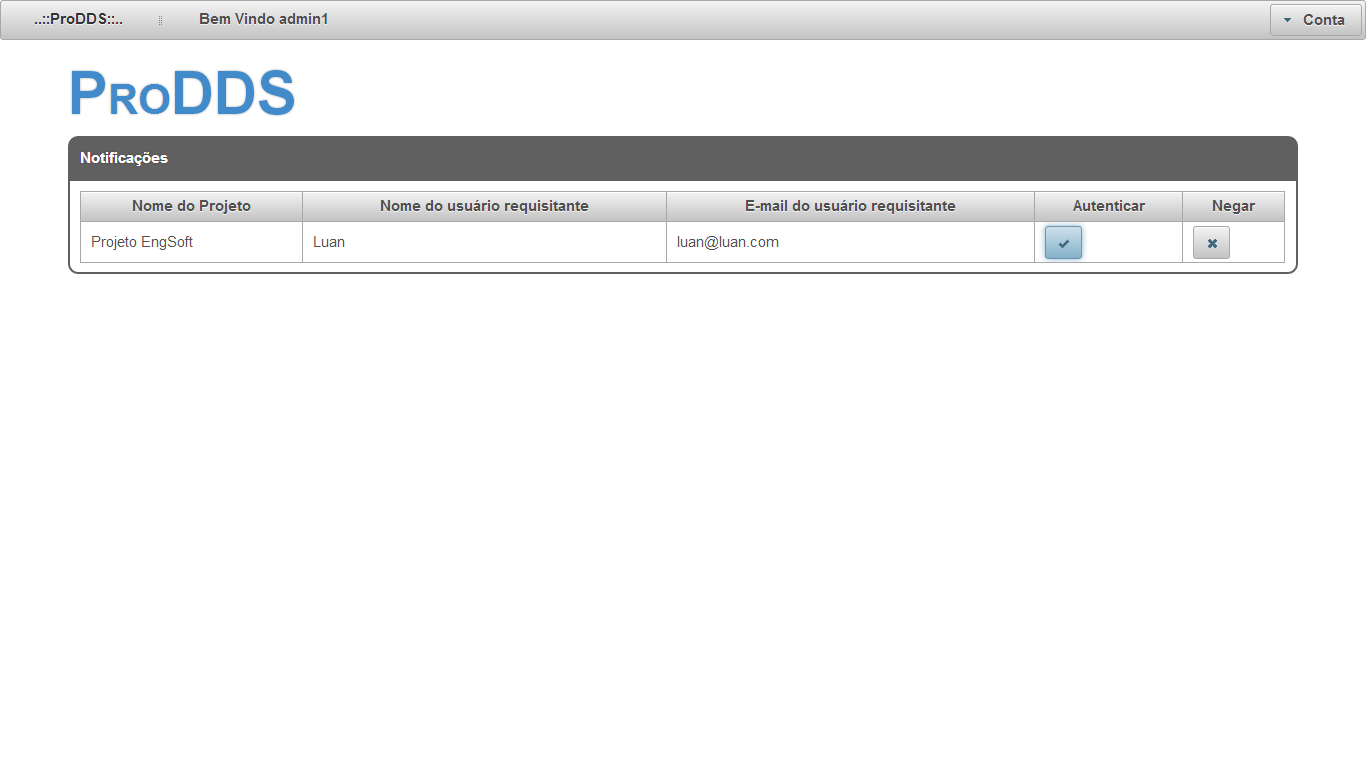 ..::ProDDS::.. Bem Vindo admin1 Conta
ProDDS
Notificações
Nome do Projeto Nome do usuário requisitante E-mail do usuário requisitante Autenticar Negar
Projeto EngSoft Luan luan@luan.com